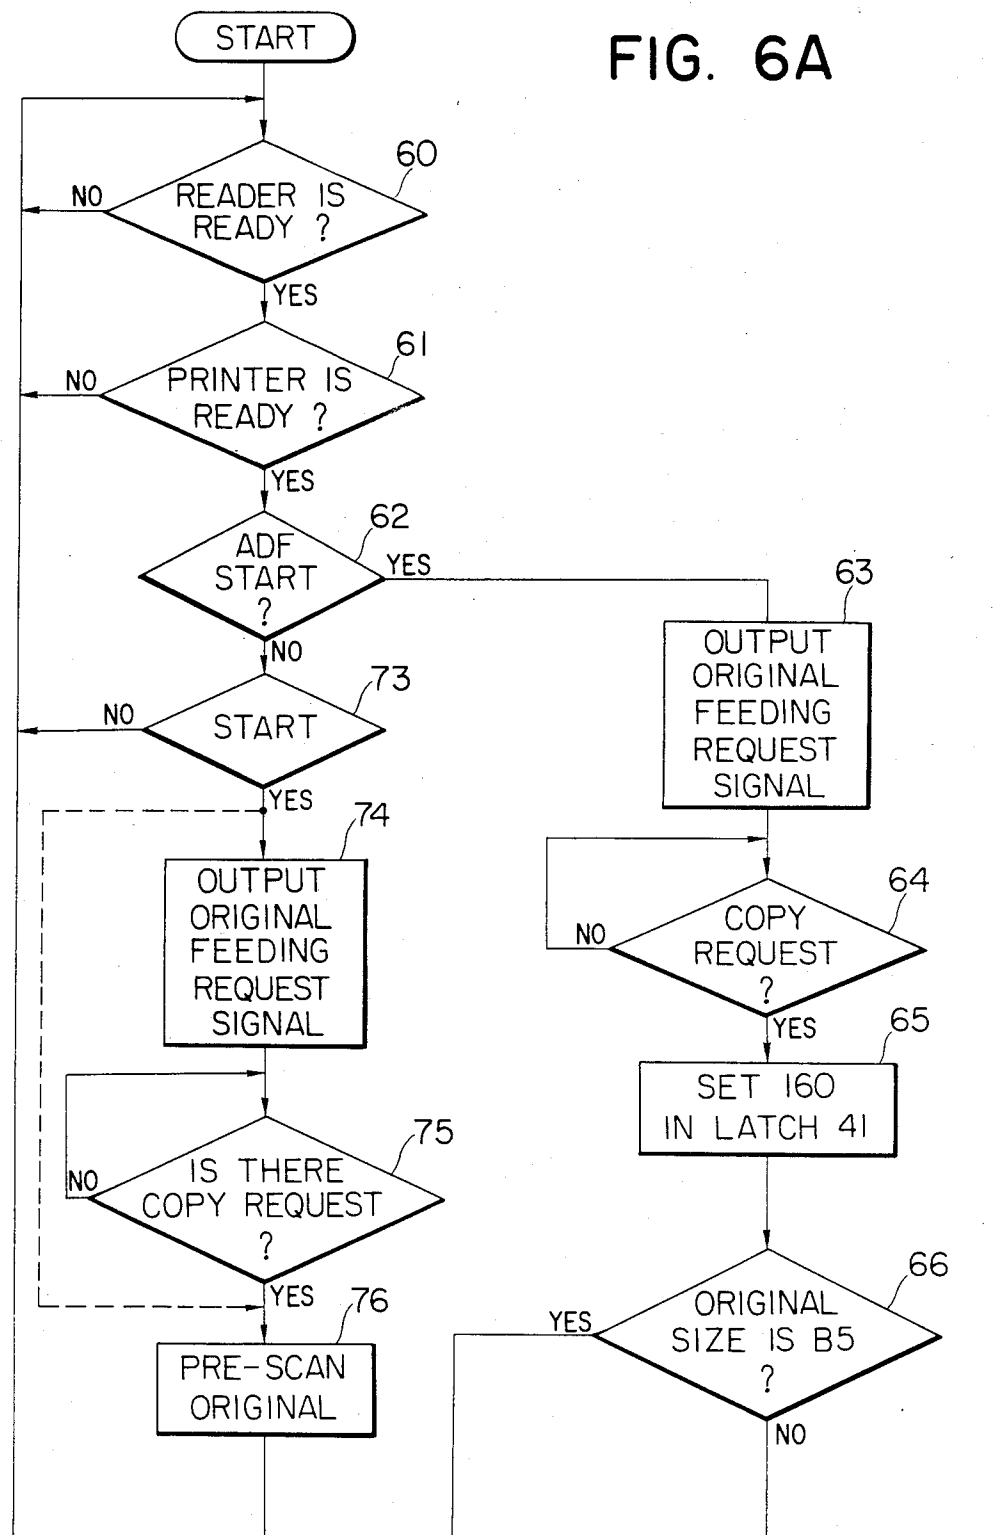 START
FIG. 6A
60
READER IS
READY ?
NO
YES
61
PRINTER IS
READY ?
NO
YES
62
ADF
START
?
YES
NO
63
OUTPUT
ORIGINAL
FEEDING
REQUEST
SIGNAL
73
START
NO
YES
74
OUTPUT
ORIGINAL
FEEDING
REQUEST
SIGNAL
64
COPY
REQUEST
?
NO
YES
65
SET 160
IN LATCH 41
75
IS THERE
COPY REQUEST
?
NO
YES
66
ORIGINAL
SIZE IS B5
?
YES
NO
76
PRE-SCAN
ORIGINAL